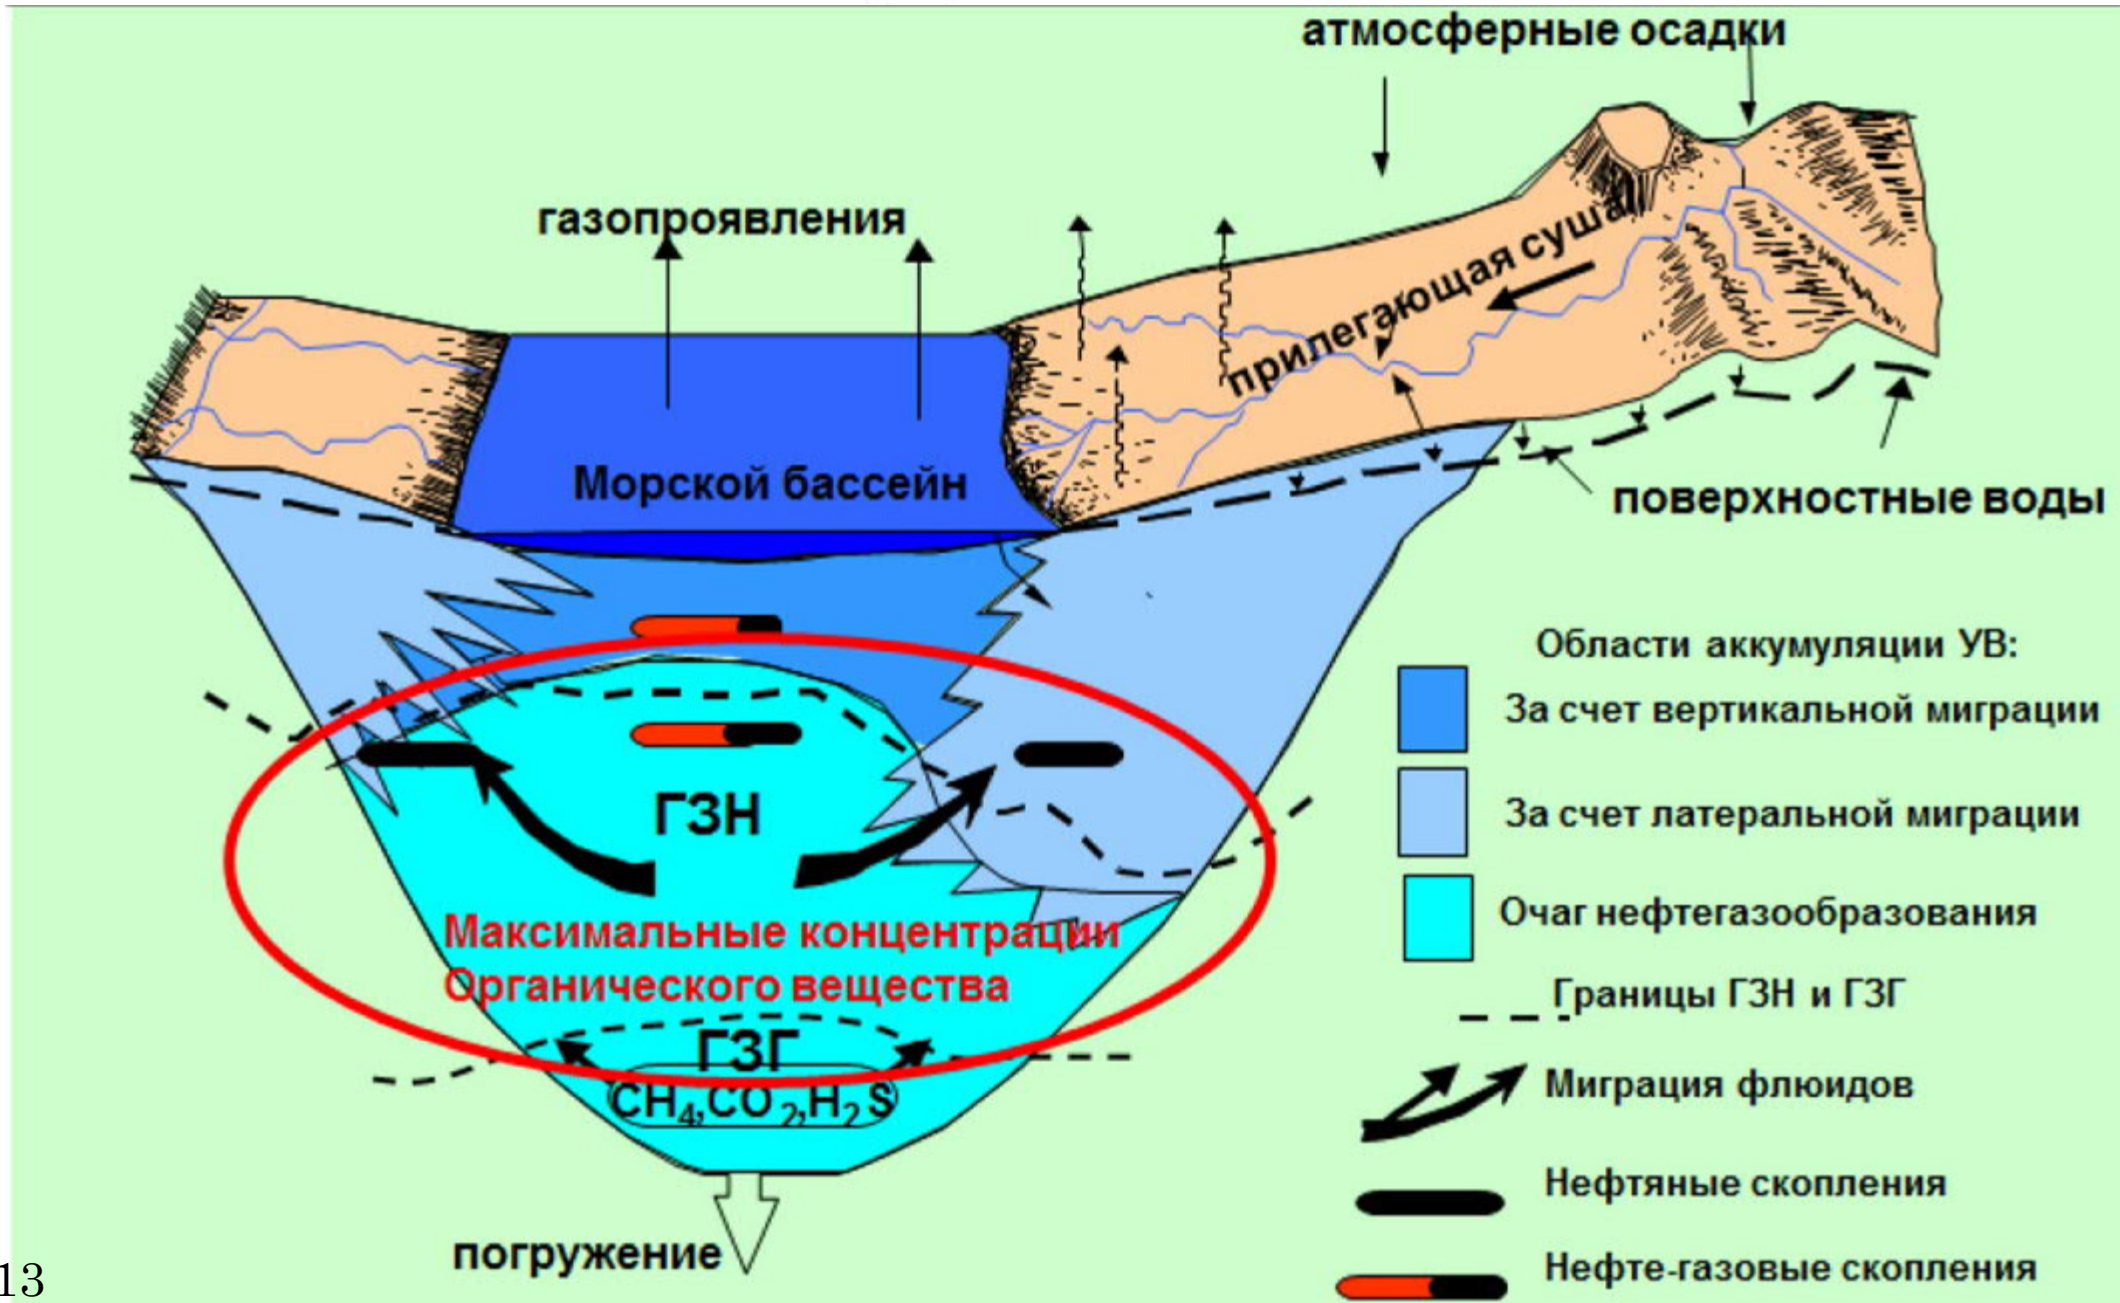 атмосферные осадки
газопроявления
прилегающая суша
Морской бассейн
поверхностные воды
Области аккумуляции УВ:
За счет вертикальной миграции
За счет латеральной миграции
Очаг нефтегазообразования
Границы ГЗН и ГЗГ
Миграция флюидов
Нефтяные скопления
Нефте-газовые скопления
ГЗН
Максимальные концентрации
Органического вещества
ГЗГ
CH₄,CO₂,H₂S
погружение
13